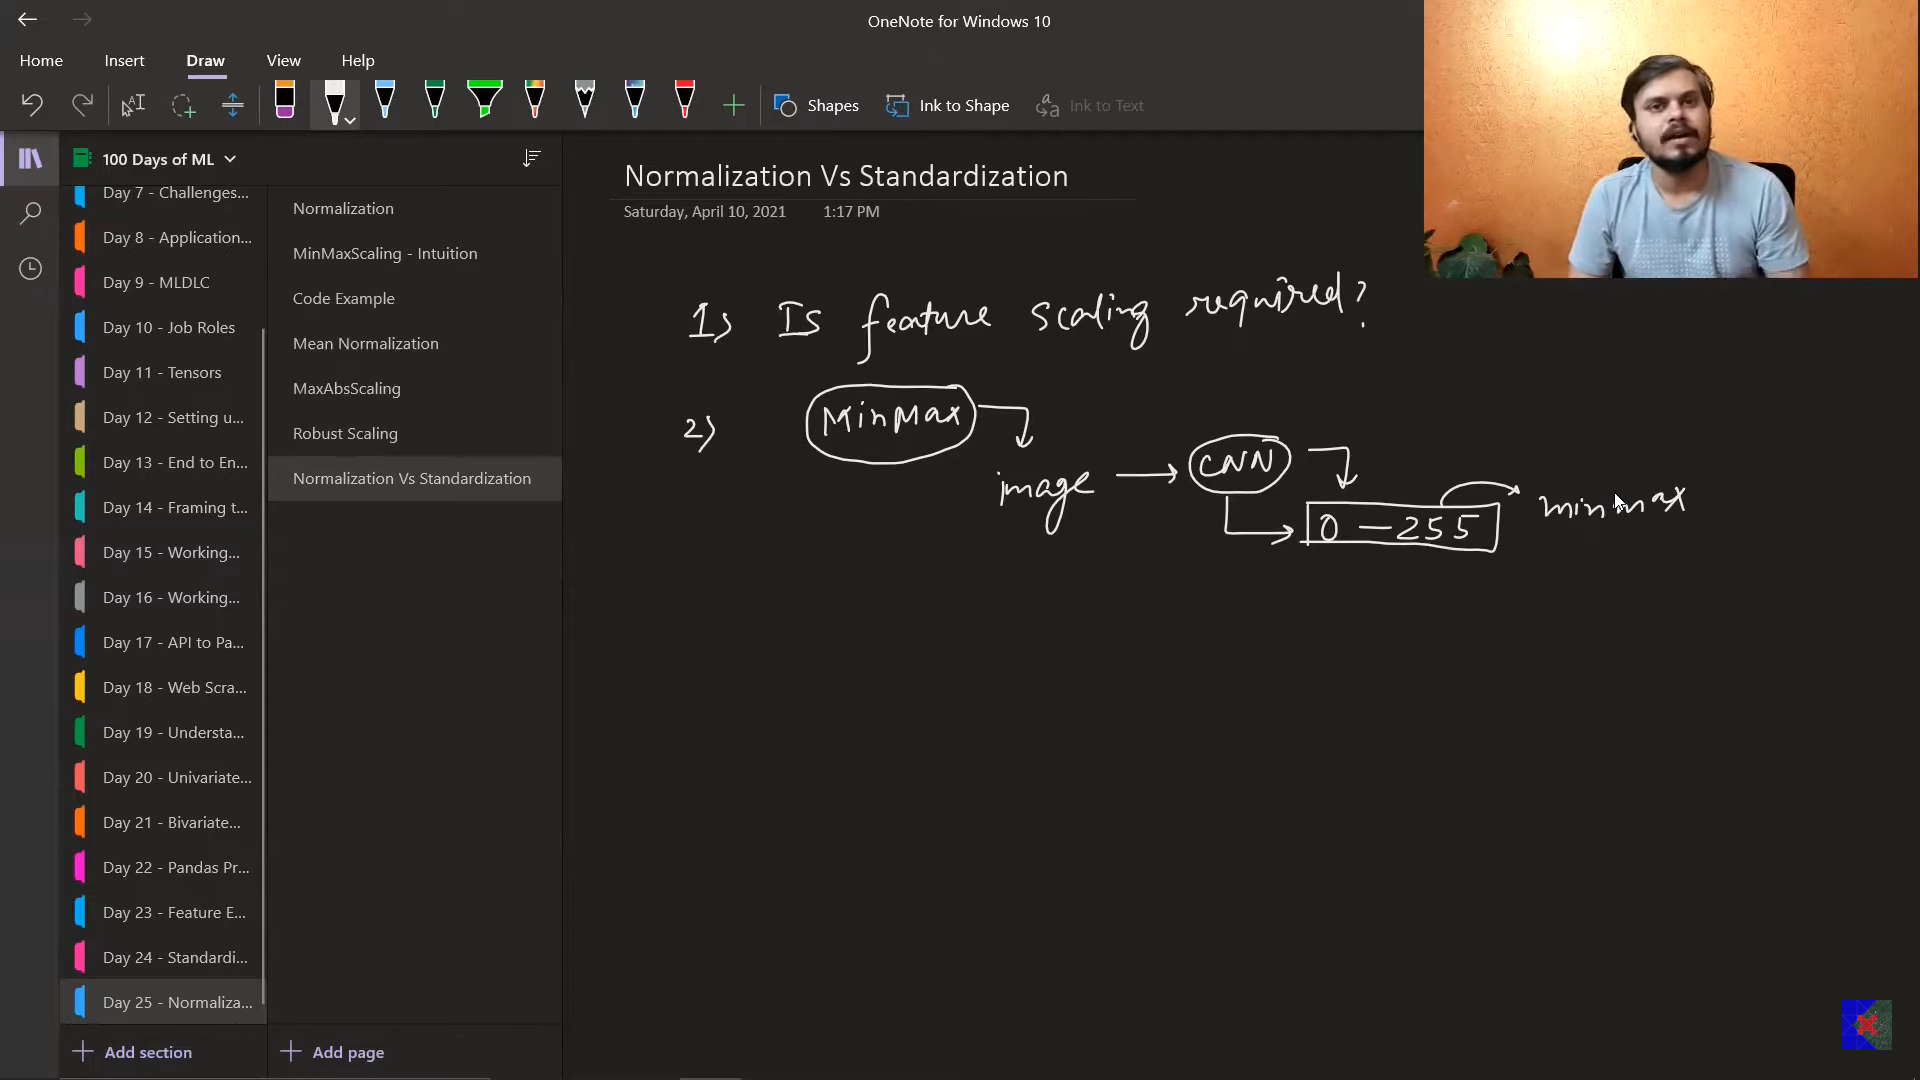 OneNote for Windows 10
Home Insert Draw View Help
Shapes Ink to Shape Ink to Text
100 Days of ML
Day 7 - Challenges...
Day 8 - Application...
Day 9 - MLDLC
Day 10 - Job Roles
Day 11 - Tensors
Day 12 - Setting u...
Day 13 - End to En...
Day 14 - Framing t...
Day 15 - Working...
Day 16 - Working...
Day 17 - API to Pa...
Day 18 - Web Scra...
Day 19 - Understa...
Day 20 - Univariate...
Day 21 - Bivariate...
Day 22 - Pandas Pr...
Day 23 - Feature E...
Day 24 - Standardi...
Day 25 - Normaliza...
Add section
Normalization
MinMaxScaling - Intuition
Code Example
Mean Normalization
MaxAbsScaling
Robust Scaling
Normalization Vs Standardization
Add page
Normalization Vs Standardization
Saturday, April 10, 2021 1:17 PM
1) Is feature scaling required?
2) MinMax
image CNN
0 - 255 minmax